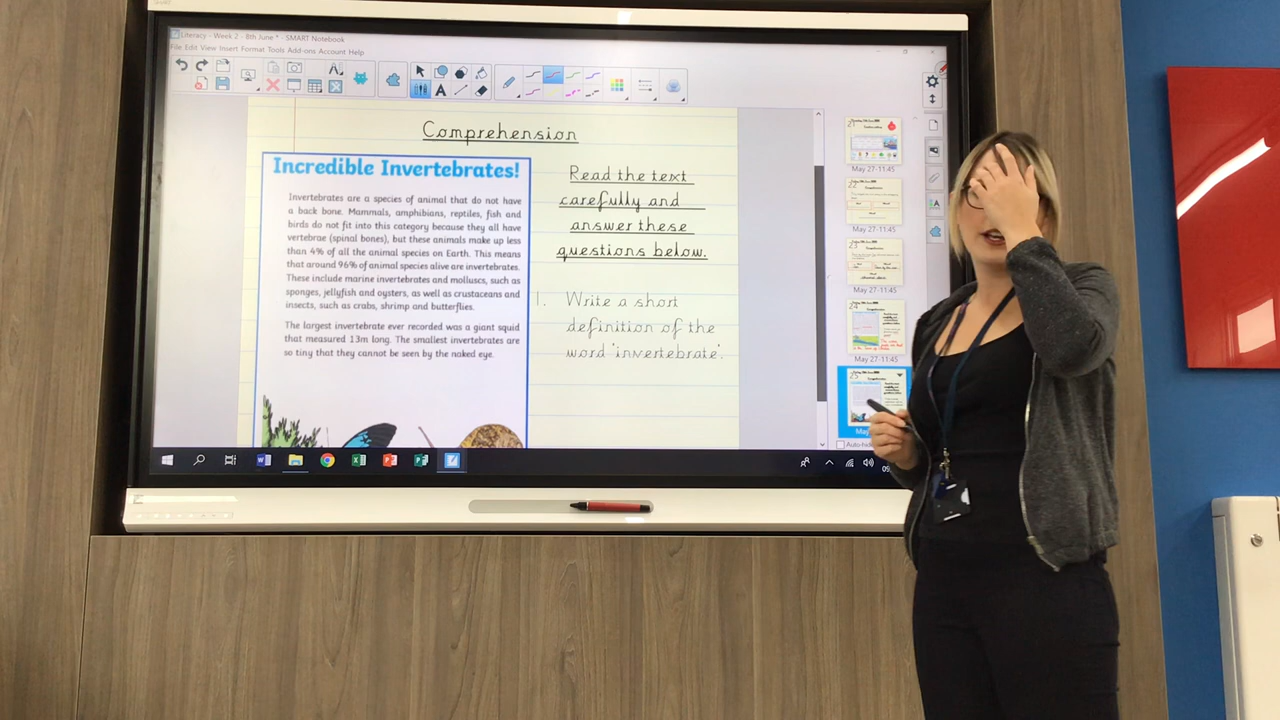 Literacy - Week 2 - 8th June * - SMART Notebook
File Edit View Insert Format Tools Add-ons Account Help
Comprehension
Incredible Invertebrates!
Invertebrates are a species of animal that do not have
a back bone. Mammals, amphibians, reptiles, fish and
birds do not fit into this category because they all have
vertebrae (spinal bones), but these animals make up less
than 4% of all the animal species on Earth. This means
that around 96% of animal species alive are invertebrates.
These include marine invertebrates and molluscs, such as
sponges, jellyfish and oysters, as well as crustaceans and
insects, such as crabs, shrimp and butterflies.
The largest invertebrate ever recorded was a giant squid
that measured 13m long. The smallest invertebrates are
so tiny that they cannot be seen by the naked eye.
Read the text
carefully and
answer these
questions below.
1. Write a short
definition of the
word 'invertebrate'.
21
May 27-11:45
22
May 27-11:45
23
May 27-11:45
24
May 27-11:45
25
May